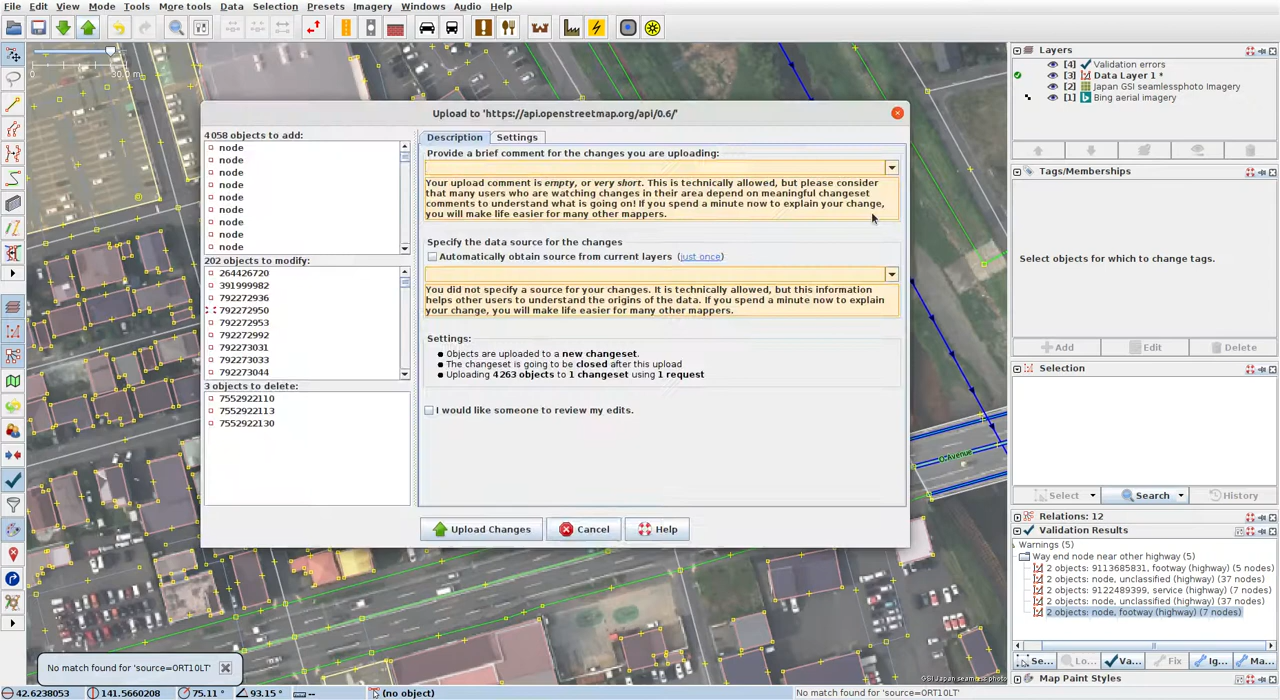 File Edit View Mode Tools More tools Data Selection Presets Imagery Windows Audio Help
0 30.0 m
Upload to 'https://api.openstreetmap.org/api/0.6/'
4058 objects to add:
node
node
node
node
node
node
node
node
node
202 objects to modify:
264426720
391999982
792272936
792272950
792272953
792272992
792273031
792273033
792273044
3 objects to delete:
7552922110
7552922113
7552922130
Description Settings
Provide a brief comment for the changes you are uploading:
Your upload comment is empty, or very short. This is technically allowed, but please consider
that many users who are watching changes in their area depend on meaningful changeset
comments to understand what is going on! If you spend a minute now to explain your change,
you will make life easier for many other mappers.
Specify the data source for the changes
Automatically obtain source from current layers (just once)
You did not specify a source for your changes. It is technically allowed, but this information
helps other users to understand the origins of the data. If you spend a minute now to explain
your change, you will make life easier for many other mappers.
Settings:
Objects are uploaded to a new changeset.
The changeset is going to be closed after this upload
Uploading 4263 objects to 1 changeset using 1 request
I would like someone to review my edits.
Upload Changes Cancel Help
Layers
[4] Validation errors
[3] Data Layer 1 *
[2] Japan GSI seamlessphoto Imagery
[1] Bing aerial imagery
Tags/Memberships
Select objects for which to change tags.
Add Edit Delete
Selection
Select Search History
Relations: 12
Validation Results
Warnings (5)
Way end node near other highway (5)
2 objects: 9113685831, footway (highway) (5 nodes)
2 objects: node, unclassified (highway) (37 nodes)
2 objects: 9122489399, service (highway) (7 nodes)
2 objects: node, unclassified (highway) (37 nodes)
2 objects: node, footway (highway) (7 nodes)
Se... Lo... Va... Fix Ig... Ma...
Map Paint Styles
GSI Japan seamlessphoto
No match found for 'source=ORT10LT'
42.6238053 141.5660208 75.11 ° 93.15 ° -- (no object) No match found for 'source=ORT10LT'